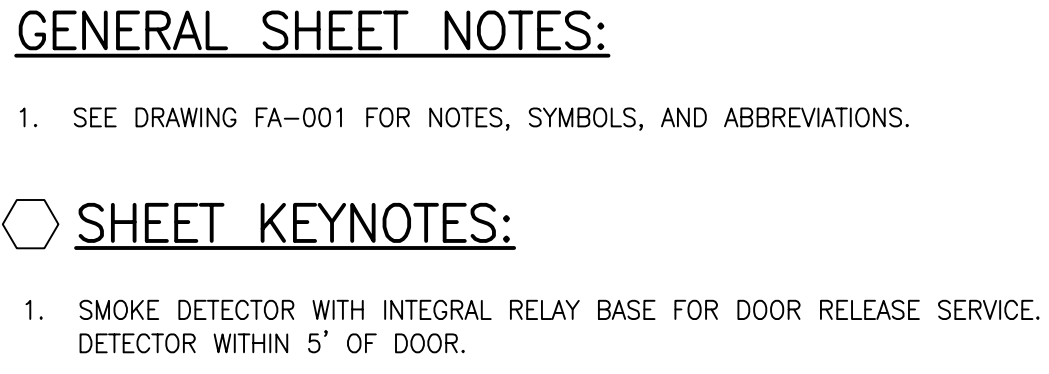 GENERAL SHEET NOTES:
1. SEE DRAWING FA-001 FOR NOTES, SYMBOLS, AND ABBREVIATIONS.
SHEET KEYNOTES:
1. SMOKE DETECTOR WITH INTEGRAL RELAY BASE FOR DOOR RELEASE SERVICE.
DETECTOR WITHIN 5' OF DOOR.